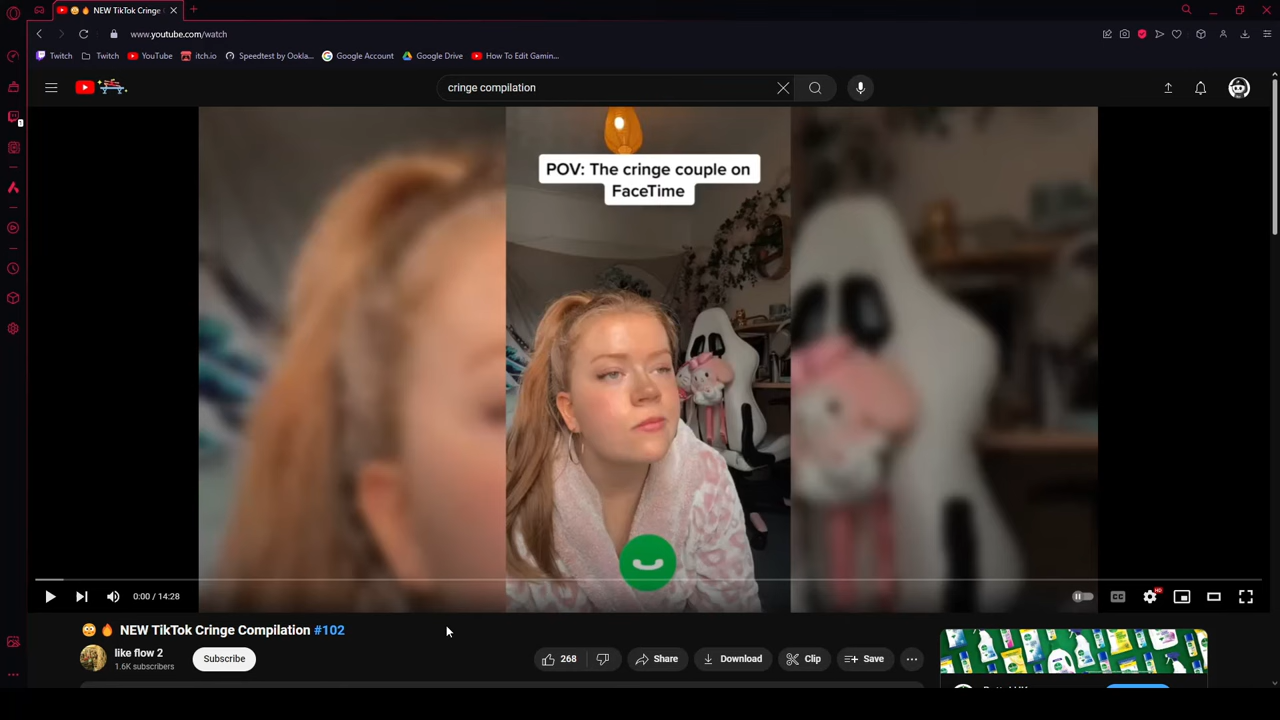 NEW TikTok Cringe
www.youtube.com/watch
Twitch
Twitch
YouTube
itch.io
Speedtest by Ookla...
Google Account
Google Drive
How To Edit Gamin...
cringe compilation
POV: The cringe couple on
FaceTime
0:00 / 14:28
CC
HD
NEW TikTok Cringe Compilation #102
like flow 2
1.6K subscribers
Subscribe
268
Share
Download
Clip
Save